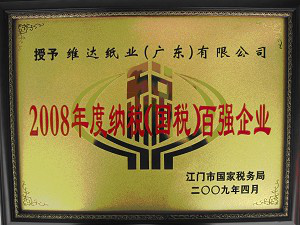 授予 维达纸业(广东)有限公司
2008年度纳税(国税)百强企业
江门市国家税务局
二〇〇九年四月